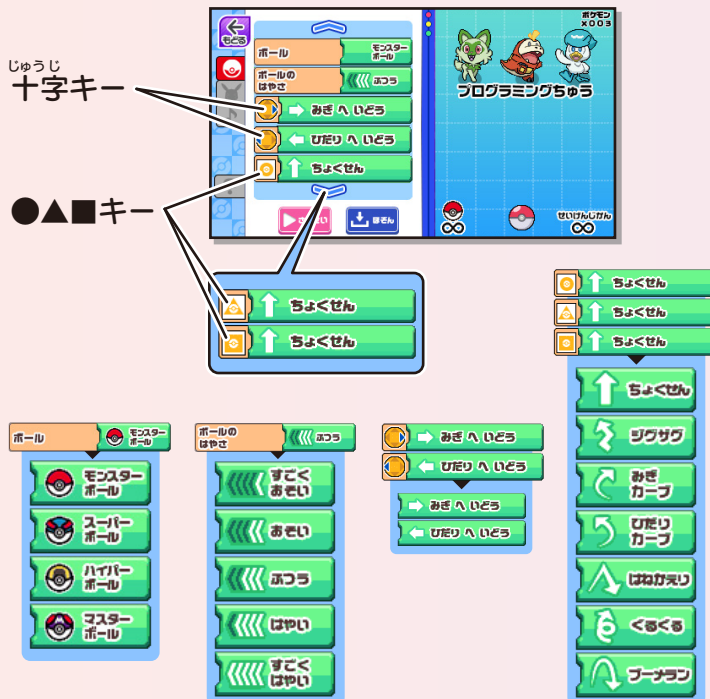 じゅうじ
十字キー
●▲■キー
もどる
ボール
モンスター
ボール
ボールの
はやさ
ふつう
みぎ へ いどう
ひだり へ いどう
ちょくせん
ほぞん
ポケモン
×003
プログラミングちゅう
∞
せいげんじかん
∞
ちょくせん
ちょくせん
ちょくせん
ちょくせん
ちょくせん
ちょくせん
ジグザグ
みぎ
カーブ
ひだり
カーブ
はねかえり
くるくる
ブーメラン
ボール
モンスター
ボール
モンスター
ボール
スーパー
ボール
ハイパー
ボール
マスター
ボール
ボールの
はやさ
ふつう
すごく
おそい
おそい
ふつう
はやい
すごく
はやい
みぎ へ いどう
ひだり へ いどう
みぎ へ いどう
ひだり へ いどう